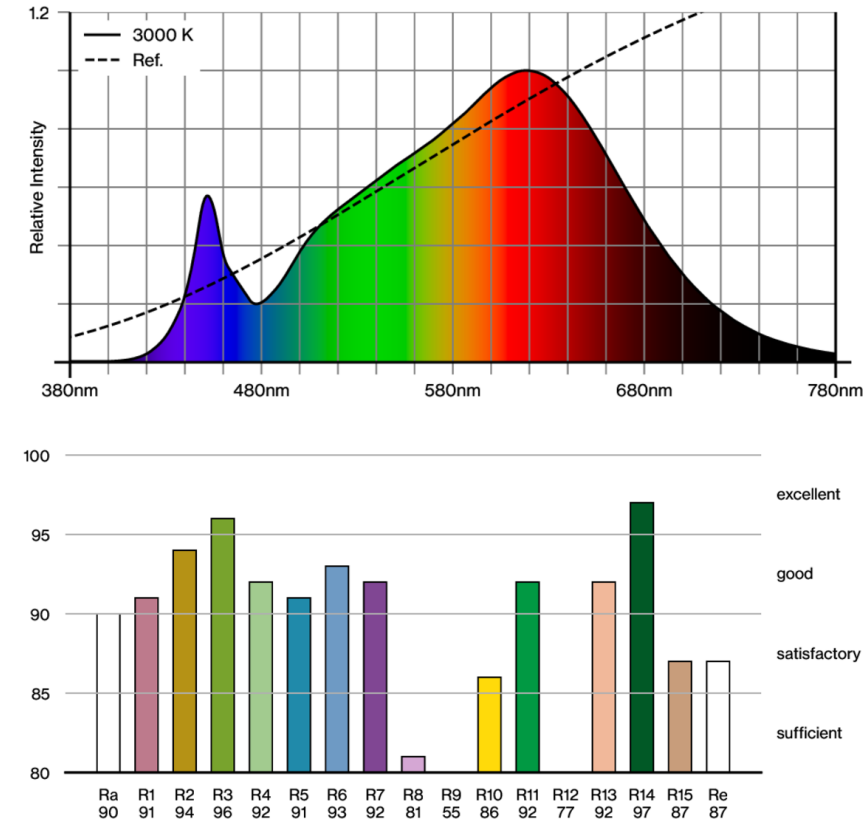 1.2
3000 K
Ref.
Relative Intensity
380nm 480nm 580nm 680nm 780nm
100
excellent
95
good
90
satisfactory
85
sufficient
80
Ra R1 R2 R3 R4 R5 R6 R7 R8 R9 R10 R11 R12 R13 R14 R15 Re
90 91 94 96 92 91 93 92 81 55 86 92 77 92 97 87 87